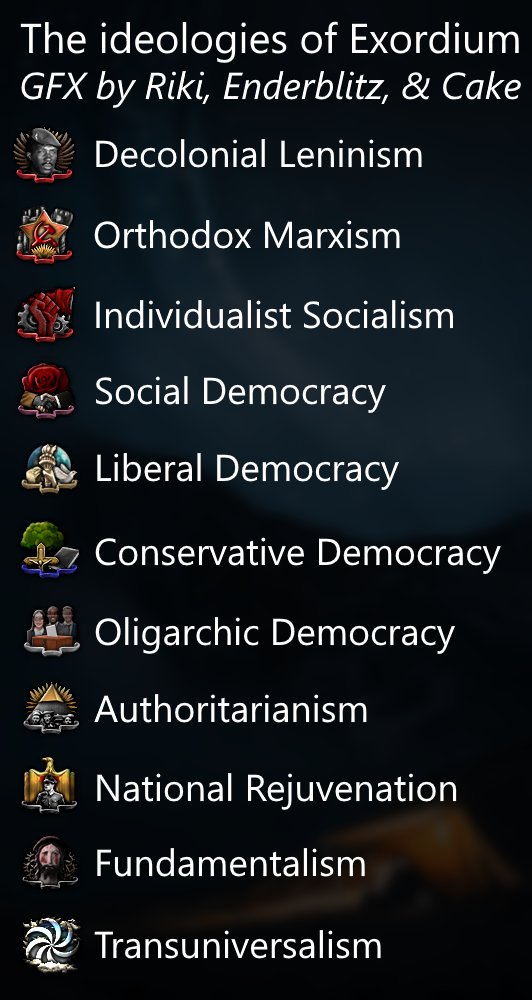 The ideologies of Exordium
GFX by Riki, Enderblitz, & Cake
Decolonial Leninism
Orthodox Marxism
Individualist Socialism
Social Democracy
Liberal Democracy
Conservative Democracy
Oligarchic Democracy
Authoritarianism
National Rejuvenation
Fundamentalism
Transuniversalism